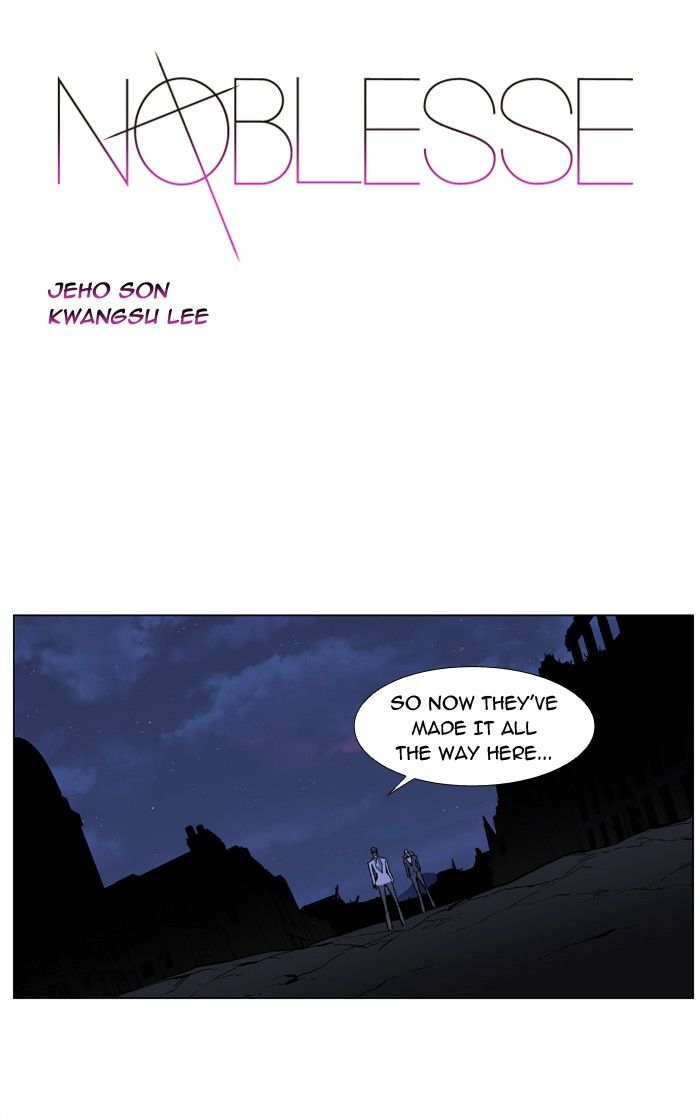 NOBLESSE
JEHO SON
KWANGSU LEE
SO NOW THEY'VE
MADE IT ALL
THE WAY HERE...